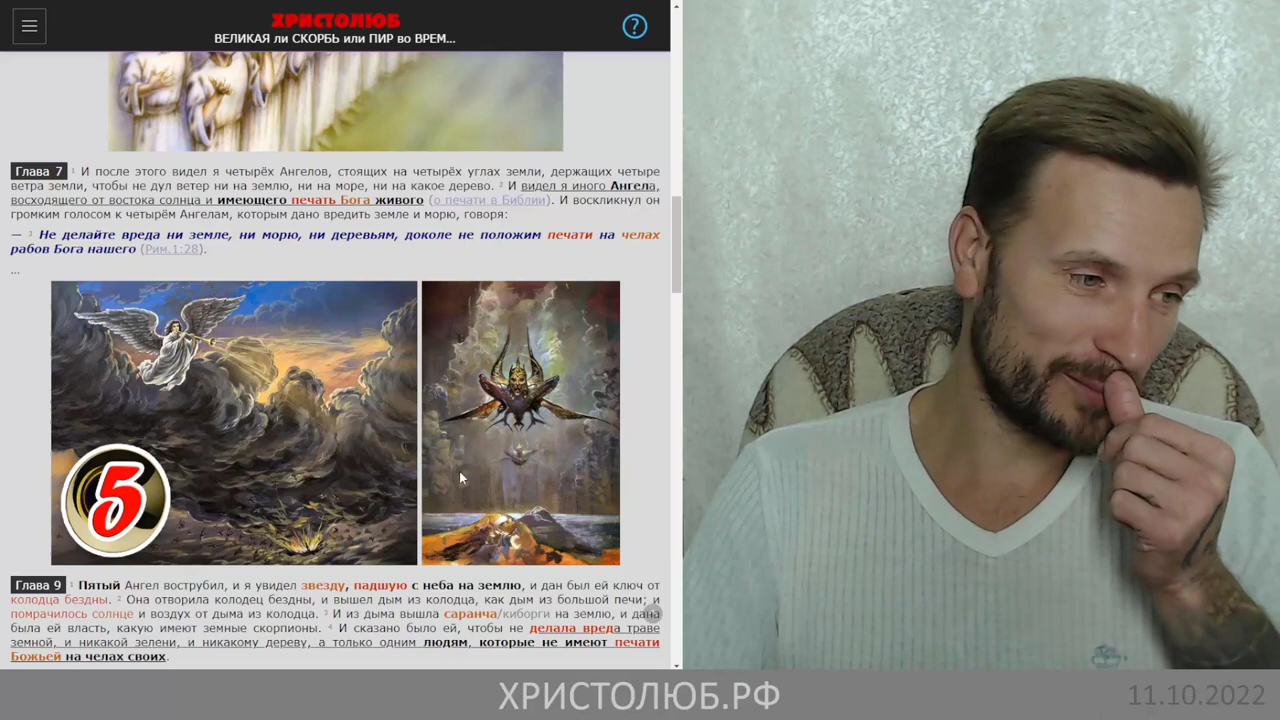 ХРИСТОЛЮБ
ВЕЛИКАЯ ли СКОРБЬ или ПИР во ВРЕМ...
?
Глава 7 1 И после этого видел я четырёх Ангелов, стоящих на четырёх углах земли, держащих четыре
ветра земли, чтобы не дул ветер ни на землю, ни на море, ни на какое дерево. 2 И видел я иного Ангела,
восходящего от востока солнца и имеющего печать Бога живого (о печати в Библии). И воскликнул он
громким голосом к четырём Ангелам, которым дано вредить земле и морю, говоря:
— 3 Не делайте вреда ни земле, ни морю, ни деревьям, доколе не положим печати на челах
рабов Бога нашего (Рим.1:28).
...
5
Глава 9 1 Пятый Ангел вострубил, и я увидел звезду, падшую с неба на землю, и дан был ей ключ от
колодца бездны. 2 Она отворила колодец бездны, и вышел дым из колодца, как дым из большой печи; и
помрачилось солнце и воздух от дыма из колодца. 3 И из дыма вышла саранча/киборги на землю, и дана
была ей власть, какую имеют земные скорпионы. 4 И сказано было ей, чтобы не делала вреда траве
земной, и никакой зелени, и никакому дереву, а только одним людям, которые не имеют печати
Божьей на челах своих.
ХРИСТОЛЮБ.РФ
11.10.2022